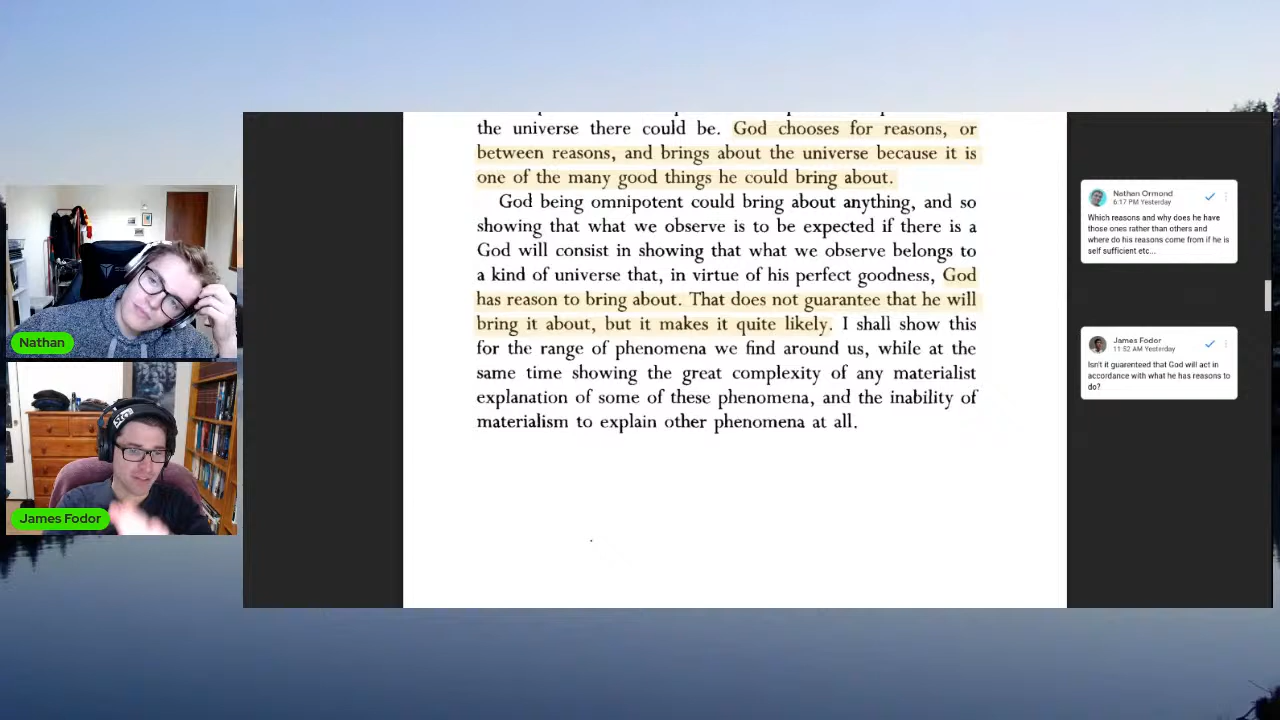 the universe there could be. God chooses for reasons, or
between reasons, and brings about the universe because it is
one of the many good things he could bring about.
God being omnipotent could bring about anything, and so
showing that what we observe is to be expected if there is a
God will consist in showing that what we observe belongs to
a kind of universe that, in virtue of his perfect goodness, God
has reason to bring about. That does not guarantee that he will
bring it about, but it makes it quite likely. I shall show this
for the range of phenomena we find around us, while at the
same time showing the great complexity of any materialist
explanation of some of these phenomena, and the inability of
materialism to explain other phenomena at all.
Nathan Ormond
6:17 PM Yesterday
Which reasons and why does he have
those ones rather than others and
where do his reasons come from if he is
self sufficient etc...
James Fodor
11:52 AM Yesterday
Isn't it guarenteed that God will act in
accordance with what he has reasons to
do?
Nathan
James Fodor